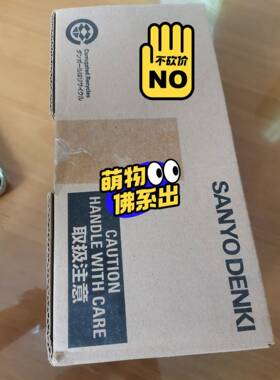 Corrugated Recycles
ダンボールはリサイクル
不砍价
NO
萌物
佛系出
SANYO DENKI
CAUTION
HANDLE WITH CARE
取扱注意